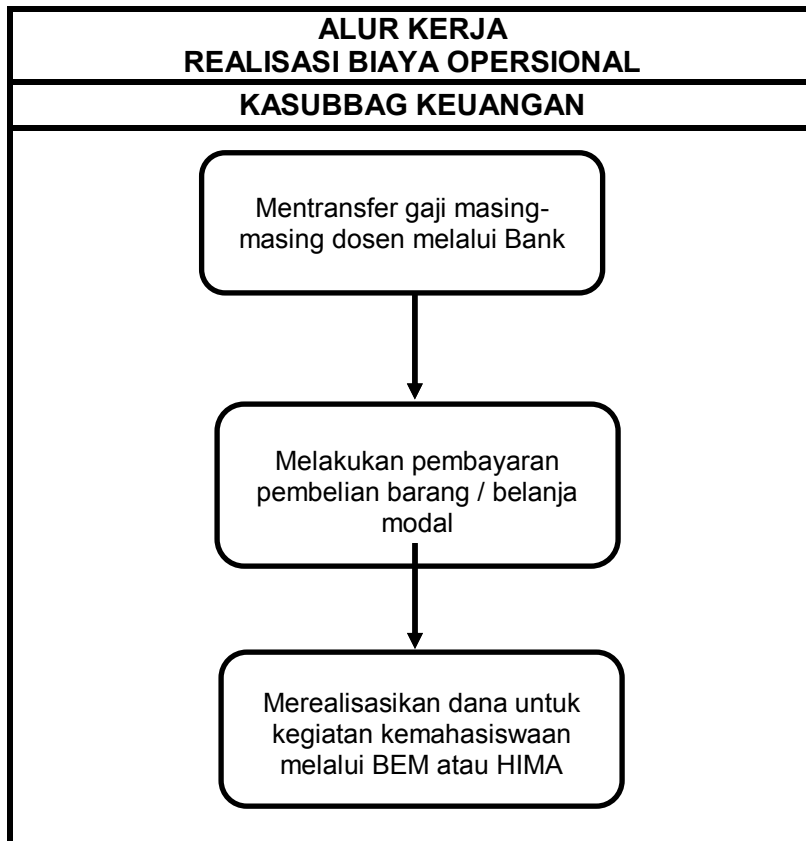 ALUR KERJA
REALISASI BIAYA OPERSIONAL
KASUBBAG KEUANGAN
Mentransfer gaji masing-
masing dosen melalui Bank
Melakukan pembayaran
pembelian barang / belanja
modal
Merealisasikan dana untuk
kegiatan kemahasiswaan
melalui BEM atau HIMA